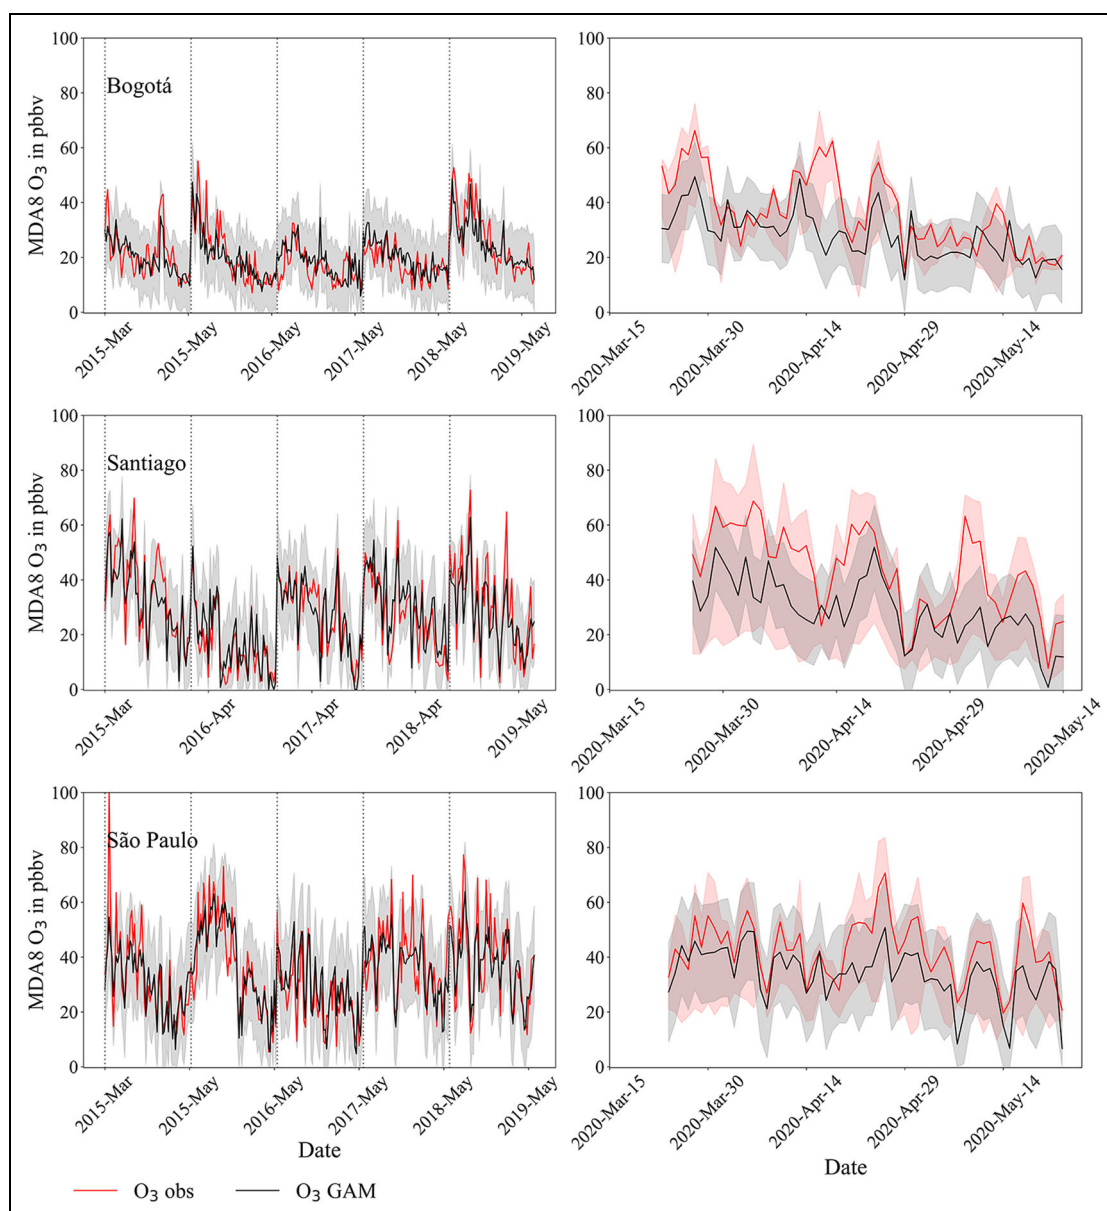 100
80
60
40
20
0
MDA8 O3 in pbbv
Bogotá
2015-Mar
2015-May
2016-May
2017-May
2018-May
2019-May
100
80
60
40
20
0
2020-Mar-15
2020-Mar-30
2020-Apr-14
2020-Apr-29
2020-May-14
100
80
60
40
20
0
MDA8 O3 in pbbv
Santiago
2015-Mar
2016-Apr
2017-Apr
2018-Apr
2019-May
100
80
60
40
20
0
2020-Mar-15
2020-Mar-30
2020-Apr-14
2020-Apr-29
2020-May-14
100
80
60
40
20
0
MDA8 O3 in pbbv
São Paulo
2015-Mar
2015-May
2016-May
2017-May
2018-May
2019-May
Date
100
80
60
40
20
0
2020-Mar-15
2020-Mar-30
2020-Apr-14
2020-Apr-29
2020-May-14
Date
O3 obs
O3 GAM